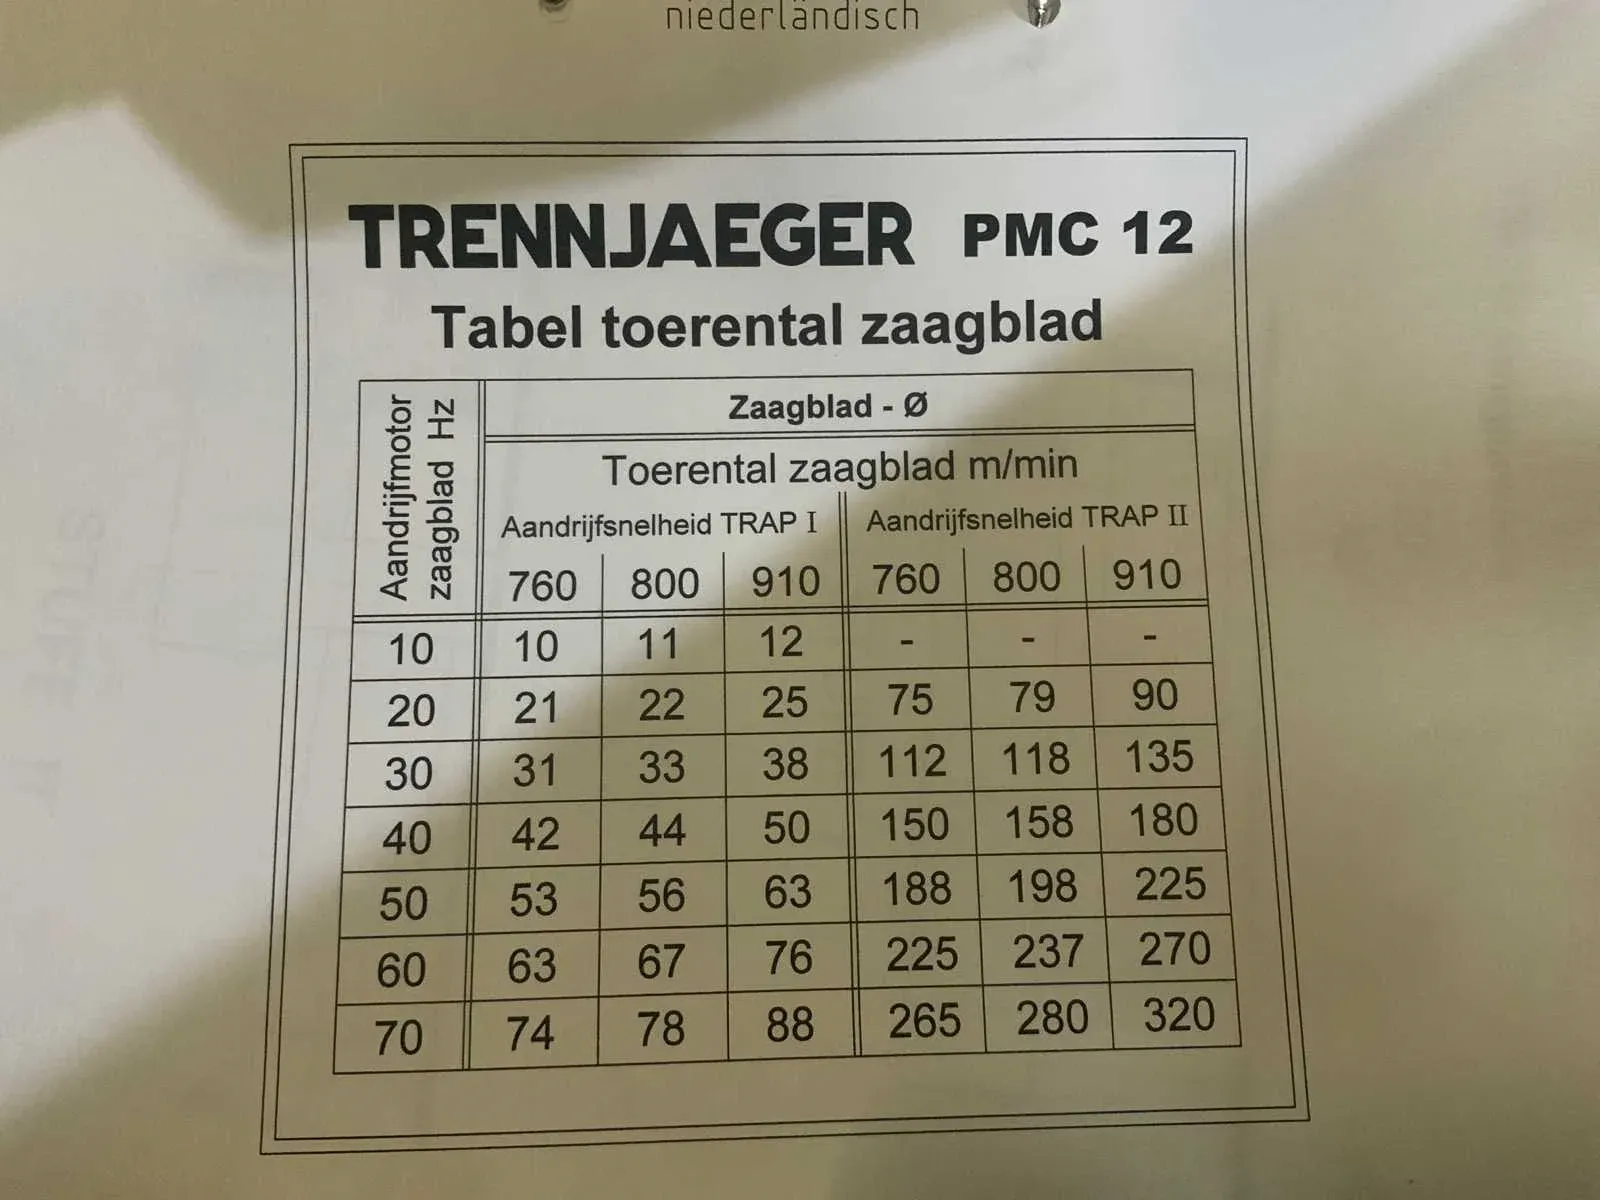 niederländisch
TRENNJAEGER PMC 12
Tabel toerental zaagblad
Aandrijfmotor
zaagblad Hz
Zaagblad - Ø
Toerental zaagblad m/min
Aandrijfsnelheid TRAP I Aandrijfsnelheid TRAP II
760 800 910 760 800 910
10 10 11 12 - - -
20 21 22 25 75 79 90
30 31 33 38 112 118 135
40 42 44 50 150 158 180
50 53 56 63 188 198 225
60 63 67 76 225 237 270
70 74 78 88 265 280 320